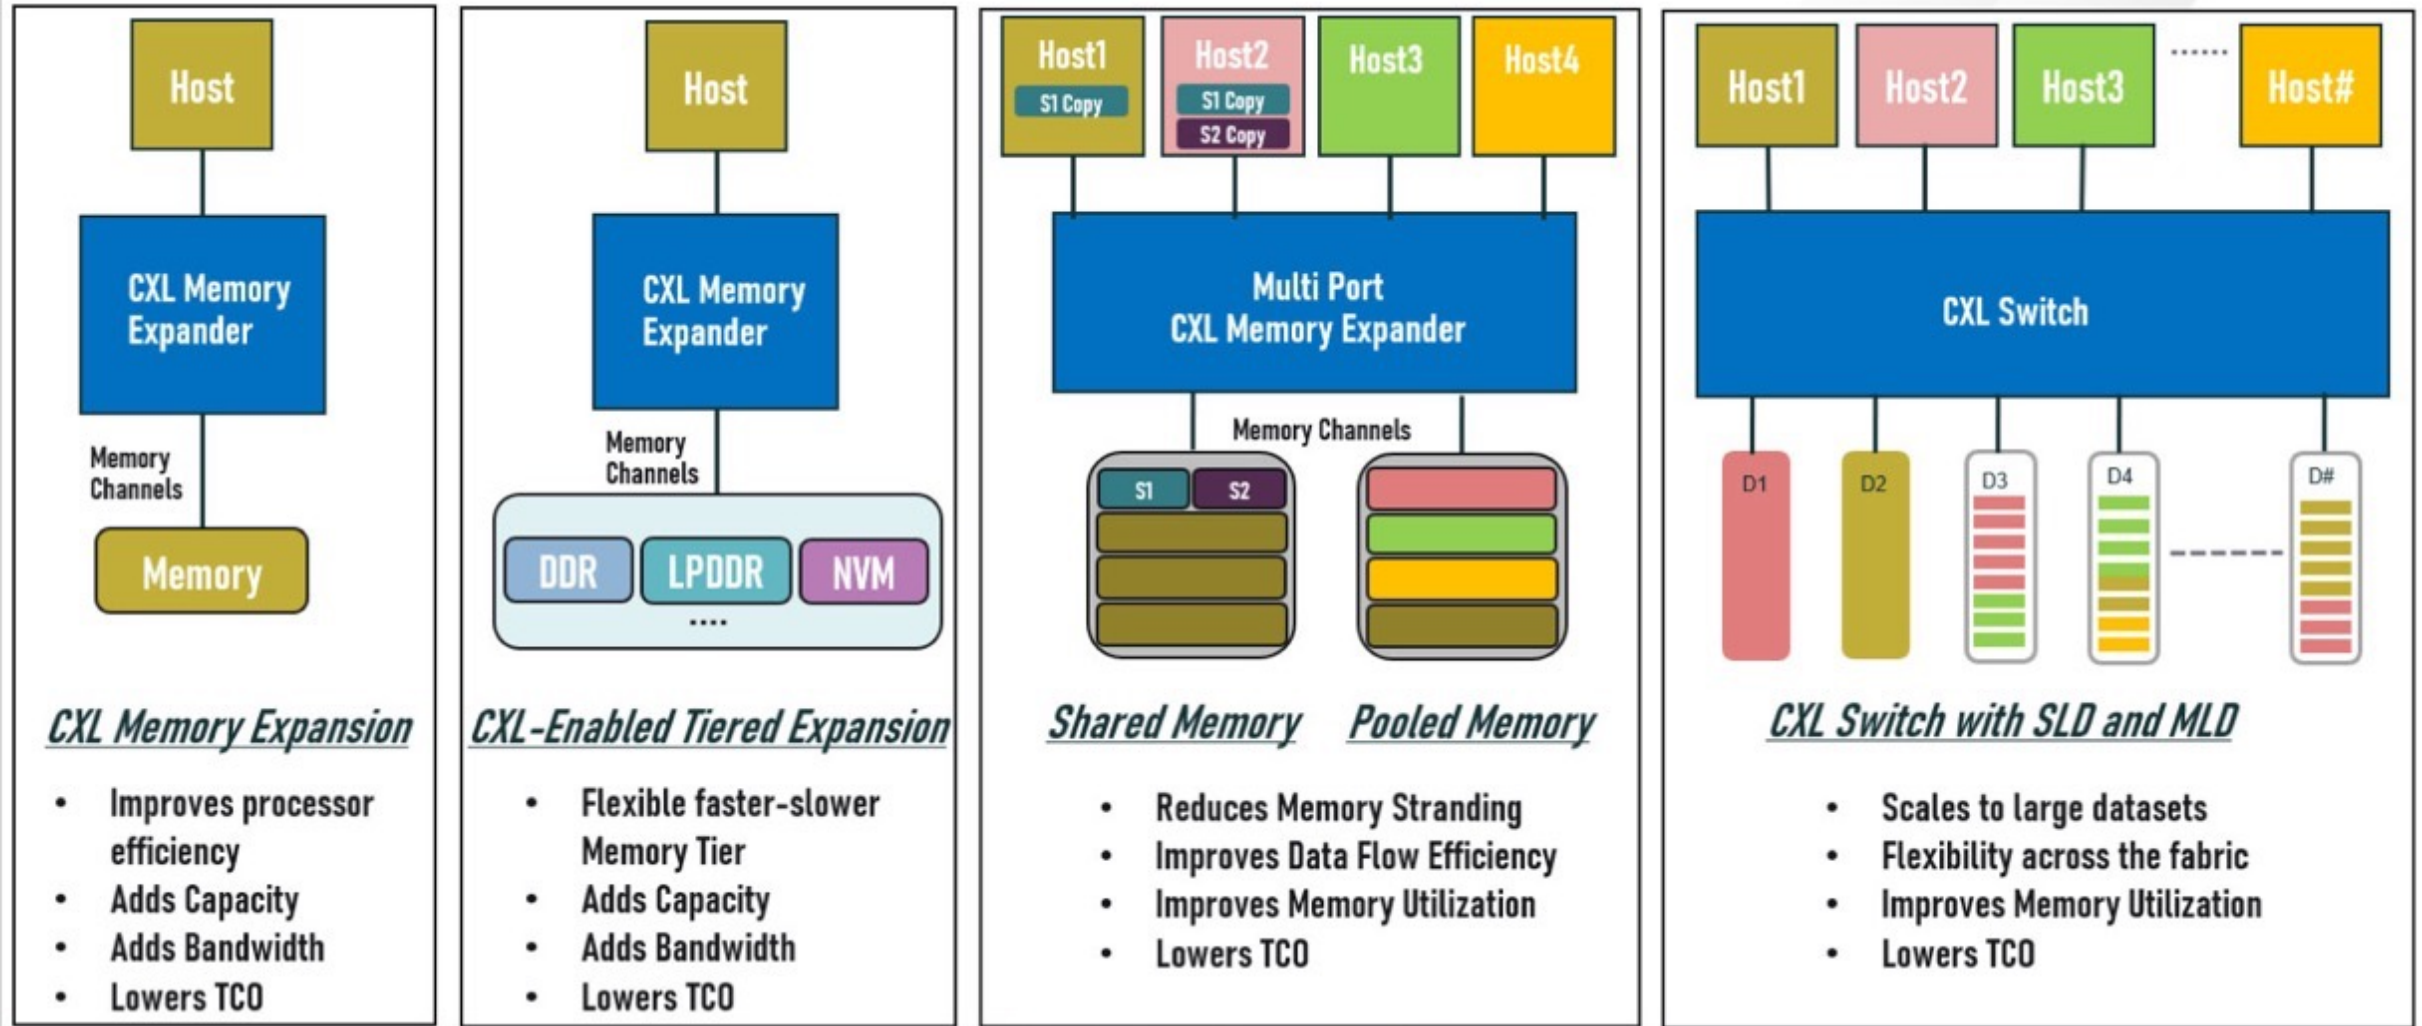 Host
CXL Memory
Expander
Memory
Channels
Memory
CXL Memory Expansion
• Improves processor
efficiency
• Adds Capacity
• Adds Bandwidth
• Lowers TCO
Host
CXL Memory
Expander
Memory
Channels
DDR LPDDR NVM
....
CXL-Enabled Tiered Expansion
• Flexible faster-slower
Memory Tier
• Adds Capacity
• Adds Bandwidth
• Lowers TCO
Host1 Host2 Host3 Host4
S1 Copy S1 Copy
S2 Copy
Multi Port
CXL Memory Expander
Memory Channels
S1 S2
Shared Memory Pooled Memory
• Reduces Memory Stranding
• Improves Data Flow Efficiency
• Improves Memory Utilization
• Lowers TCO
Host1 Host2 Host3 ...... Host#
CXL Switch
D1 D2 D3 D4 D#
CXL Switch with SLD and MLD
• Scales to large datasets
• Flexibility across the fabric
• Improves Memory Utilization
• Lowers TCO